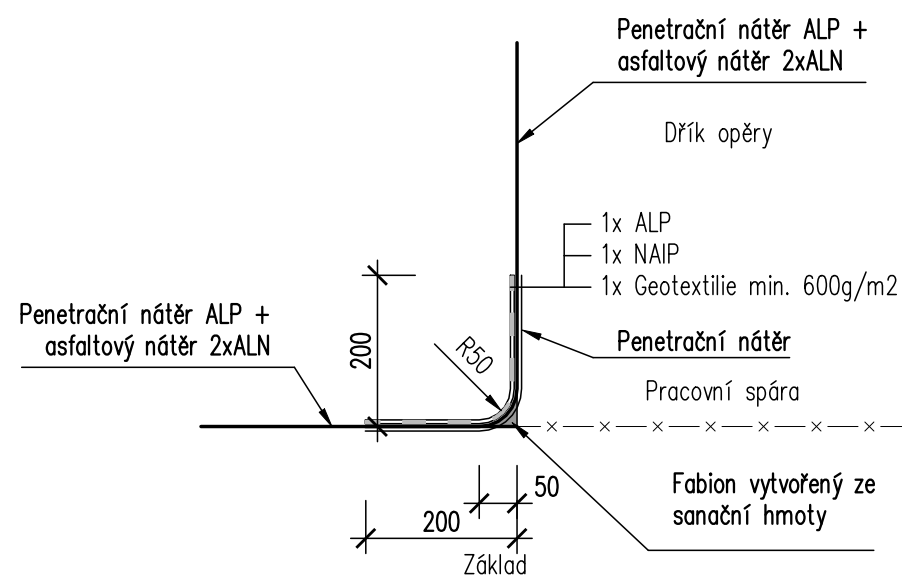 Penetrační nátěr ALP +
asfaltový nátěr 2xALN
Dřík opěry
1x ALP
1x NAIP
1x Geotextilie min. 600g/m2
Penetrační nátěr ALP +
asfaltový nátěr 2xALN
200
R50
Penetrační nátěr
Pracovní spára
50
200
Základ
Fabion vytvořený ze
sanační hmoty